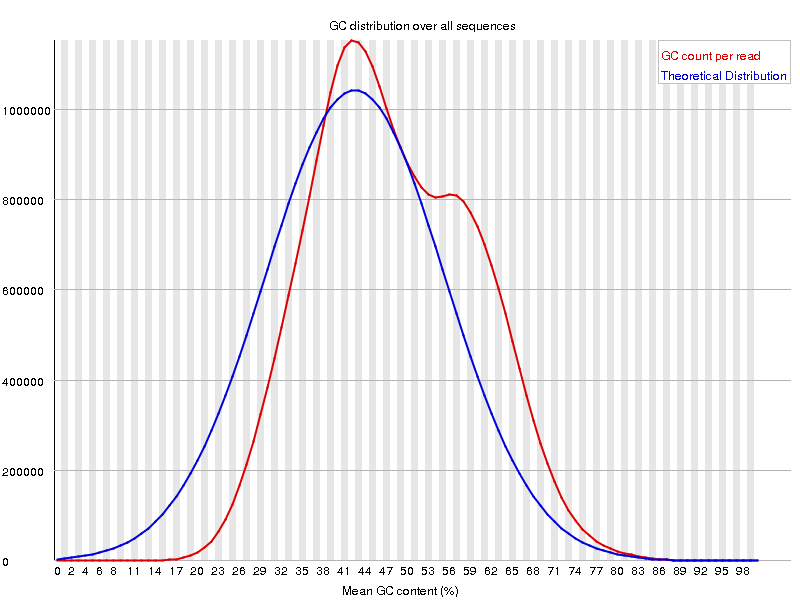 GC distribution over all sequences
GC count per read
Theoretical Distribution
1000000
800000
600000
400000
200000
0
0 2 4 6 8 11 14 17 20 23 26 29 32 35 38 41 44 47 50 53 56 59 62 65 68 71 74 77 80 83 86 89 92 95 98
Mean GC content (%)